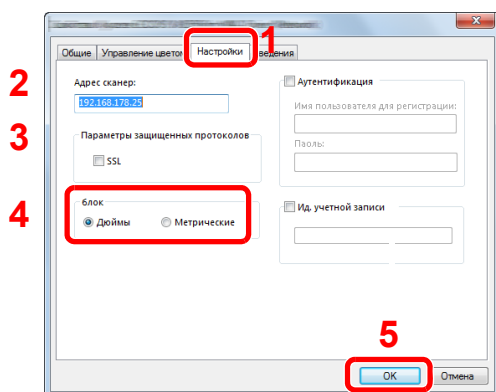 1
Общие Управление цветом Настройки ведения
2
Адрес сканер:
192.168.178.25
3
Параметры защищенных протоколов
SSL
4
блок
Дюймы Метрические
Аутентификация
Имя пользователя для регистрации:
Паоль:
Ид. учетной записи
5
OK Отмена